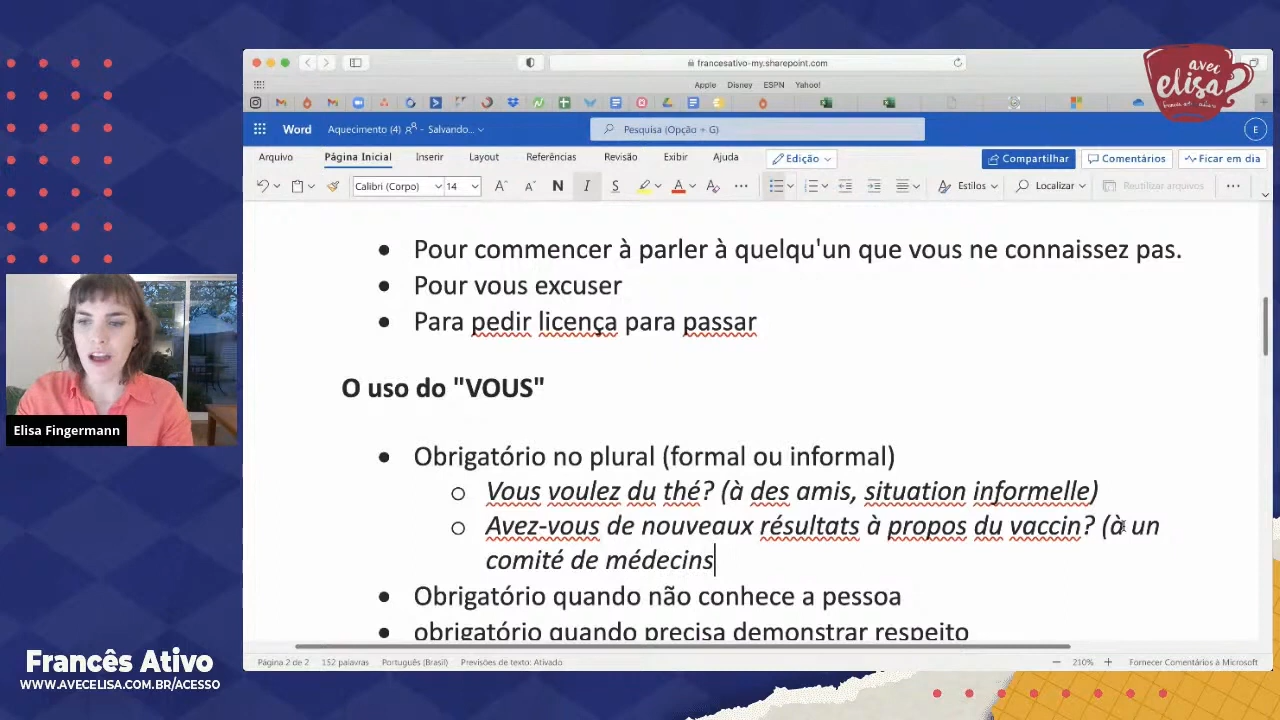 francesativo-my.sharepoint.com
Apple Disney ESPN Yahoo!
avec
elisa
Word Aquecimento (4) - Salvando... Pesquisa (Opção + G) E
Arquivo Página Inicial Inserir Layout Referências Revisão Exibir Ajuda Edição Compartilhar Comentários Ficar em dia
Calibri (Corpo) 14 N I S Estilos Localizar Reutilizar arquivos
Pour commencer à parler à quelqu'un que vous ne connaissez pas.
Pour vous excuser
Para pedir licença para passar
O uso do "VOUS"
Obrigatório no plural (formal ou informal)
Vous voulez du thé? (à des amis, situation informelle)
Avez-vous de nouveaux résultats à propos du vaccin? (à un
comité de médecins
Obrigatório quando não conhece a pessoa
obrigatório quando precisa demonstrar respeito
Página 2 de 2 152 palavras Português (Brasil) Previsões de texto: Ativado 210% Fornecer Comentários à Microsoft
Elisa Fingermann
Francês Ativo
WWW.AVECELISA.COM.BR/ACESSO